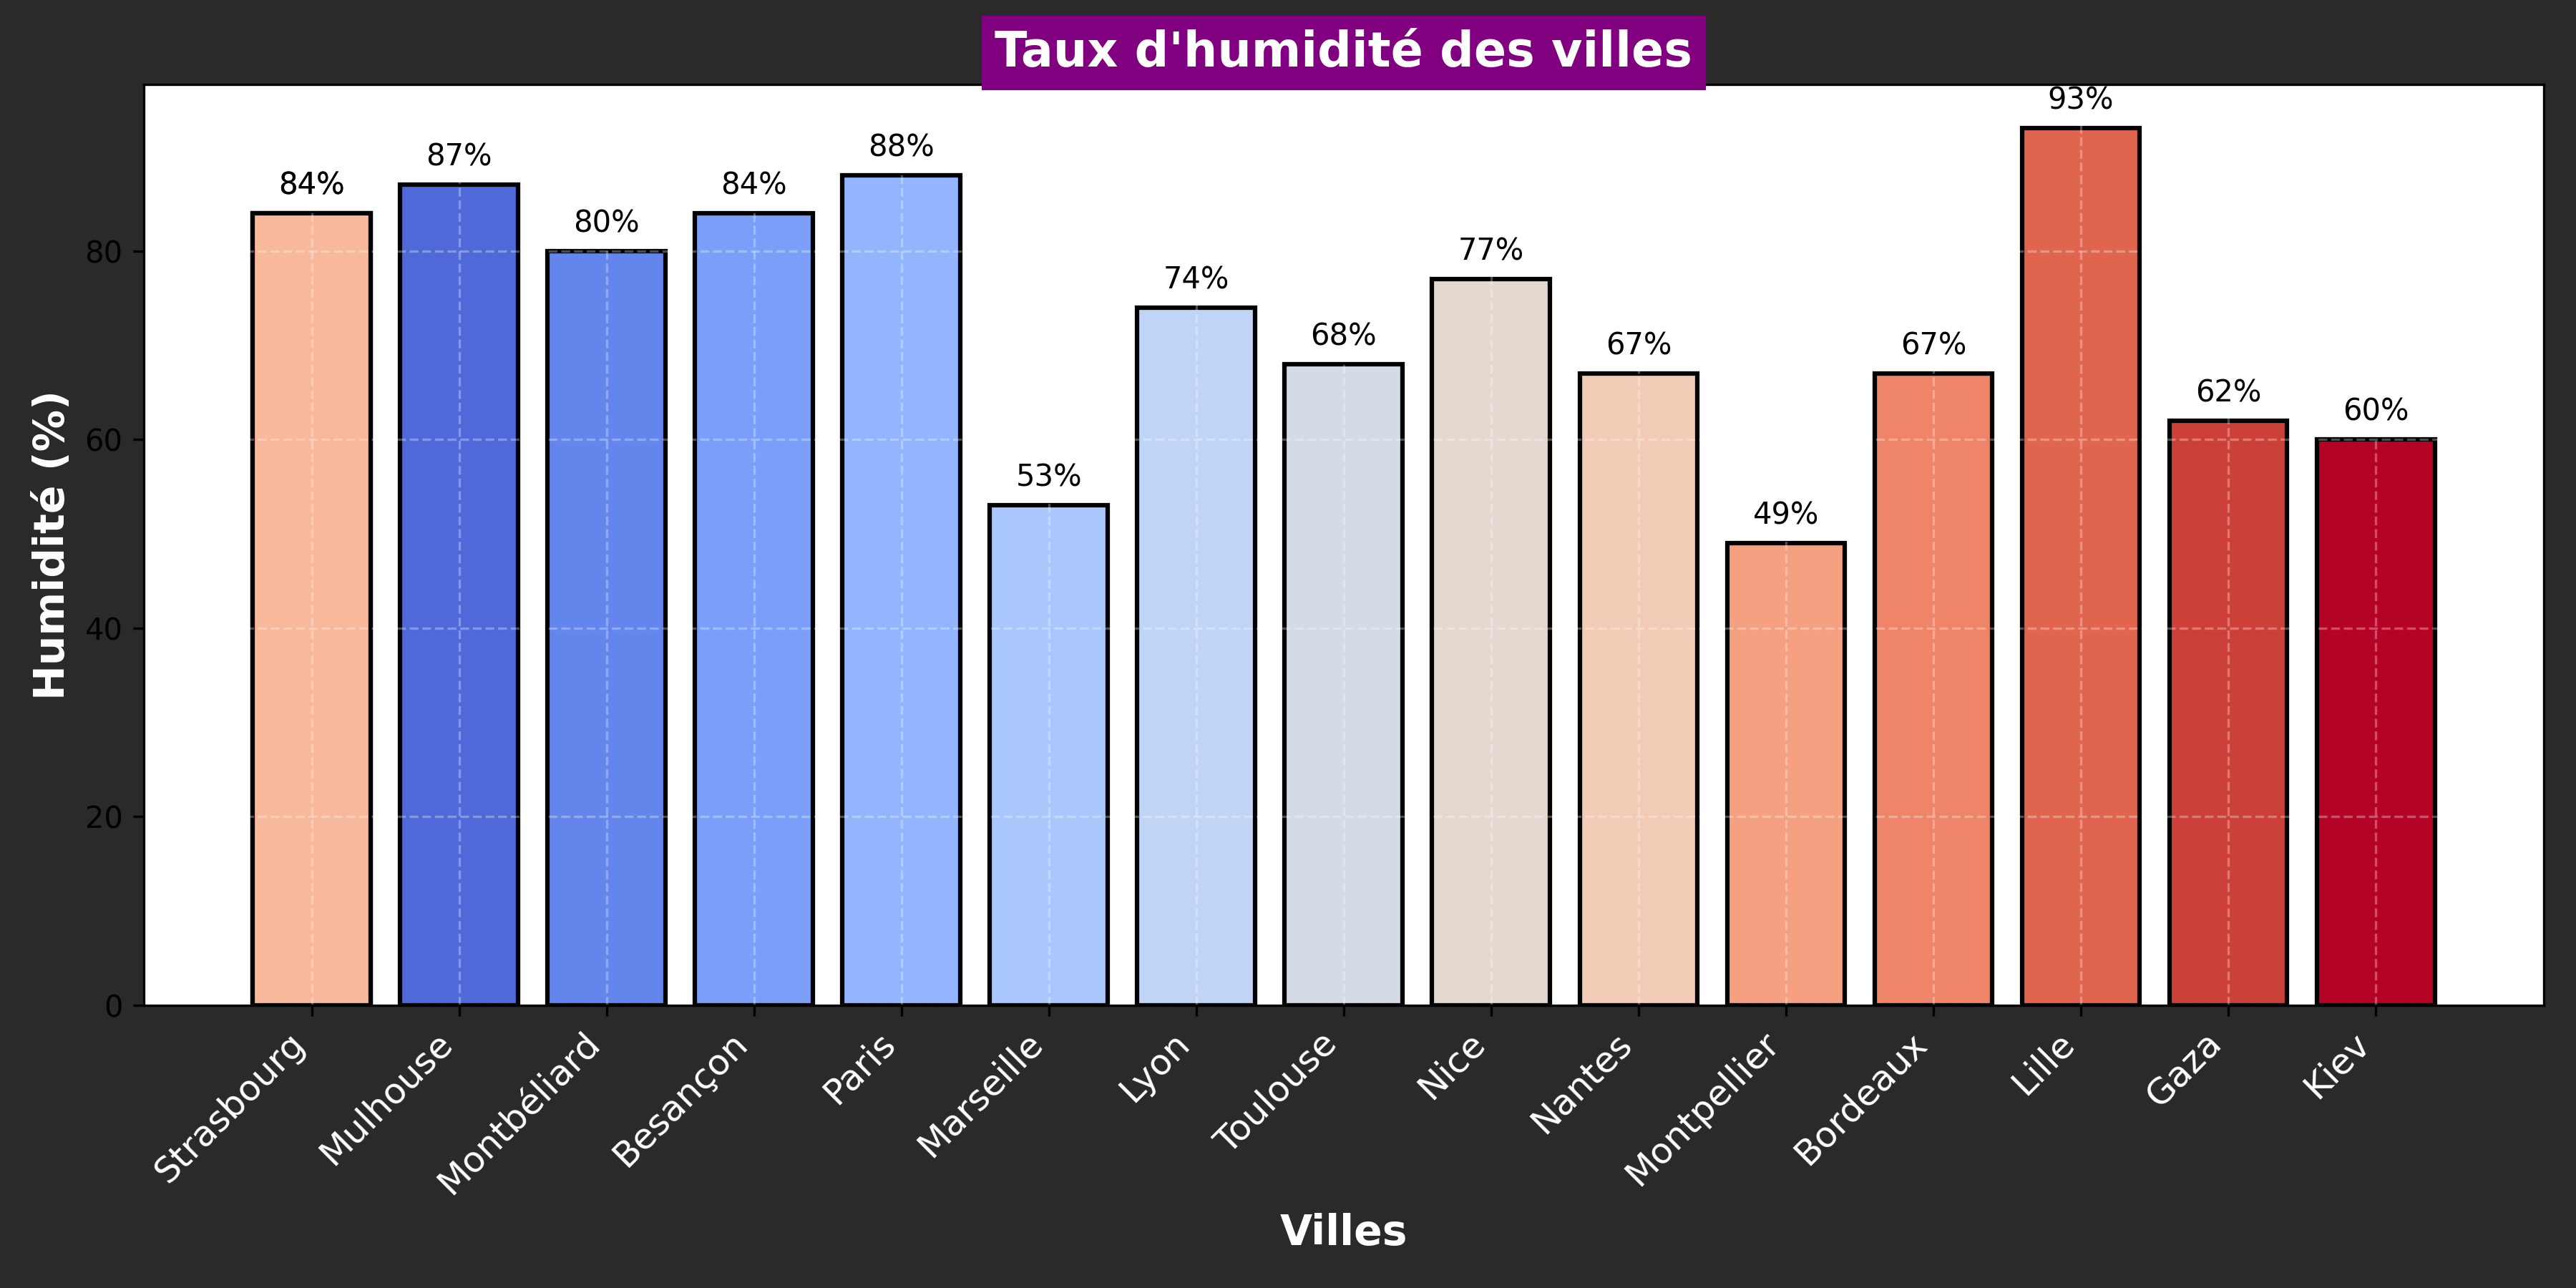 Taux d'humidité des villes
93%
88%
87%
84%
84%
80%
77%
74%
68%
67%
67%
62%
60%
53%
49%
Humidité (%)
80
60
40
20
0
Strasbourg
Mulhouse
Montbéliard
Besançon
Paris
Marseille
Lyon
Toulouse
Nice
Nantes
Montpellier
Bordeaux
Lille
Gaza
Kiev
Villes